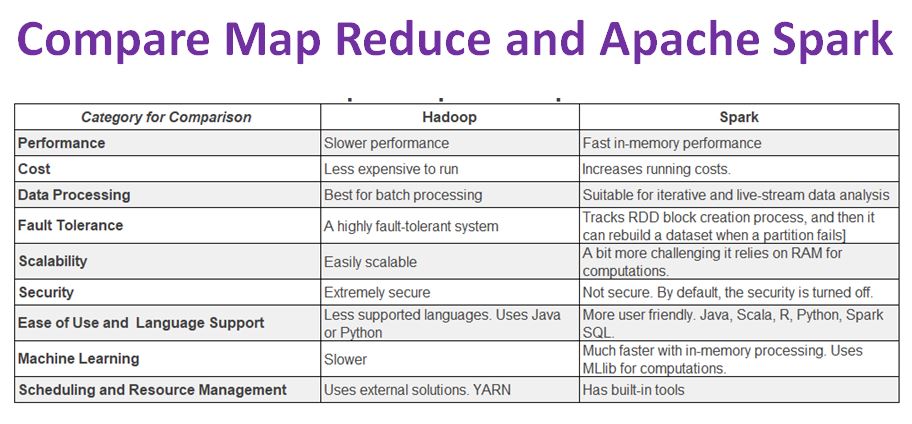 Compare Map Reduce and Apache Spark
Category for Comparison Hadoop Spark
Performance Slower performance Fast in-memory performance
Cost Less expensive to run Increases running costs.
Data Processing Best for batch processing Suitable for iterative and live-stream data analysis
Fault Tolerance A highly fault-tolerant system Tracks RDD block creation process, and then it
can rebuild a dataset when a partition fails]
Scalability Easily scalable A bit more challenging it relies on RAM for
computations.
Security Extremely secure Not secure. By default, the security is turned off.
Ease of Use and Language Support Less supported languages. Uses Java More user friendly. Java, Scala, R, Python, Spark
or Python SQL.
Machine Learning Slower Much faster with in-memory processing. Uses
MLlib for computations.
Scheduling and Resource Management Uses external solutions. YARN Has built-in tools